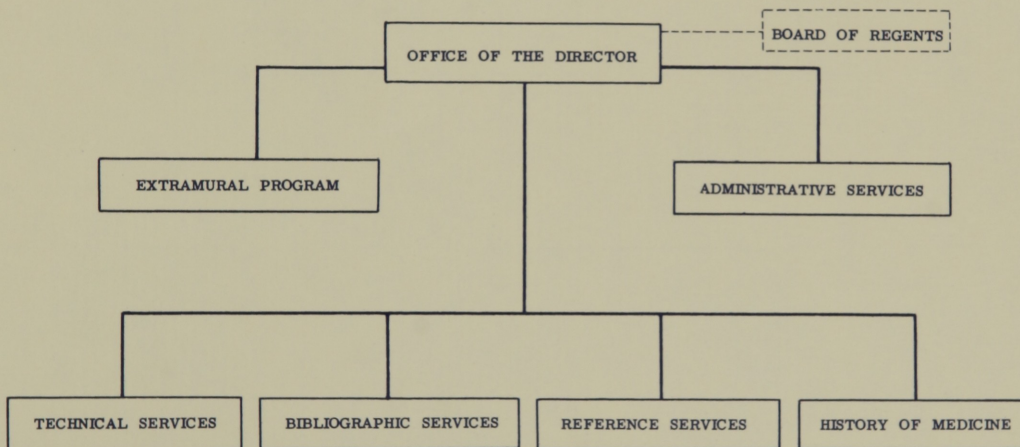 BOARD OF REGENTS
OFFICE OF THE DIRECTOR
EXTRAMURAL PROGRAM
ADMINISTRATIVE SERVICES
TECHNICAL SERVICES
BIBLIOGRAPHIC SERVICES
REFERENCE SERVICES
HISTORY OF MEDICINE